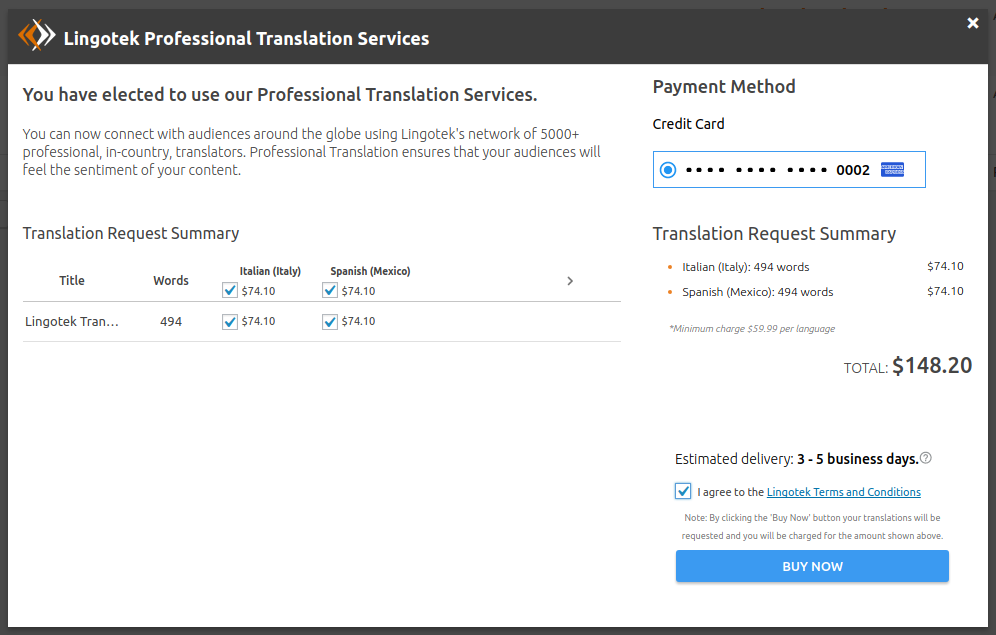 Lingotek Professional Translation Services
You have elected to use our Professional Translation Services.
You can now connect with audiences around the globe using Lingotek's network of 5000+
professional, in-country, translators. Professional Translation ensures that your audiences will
feel the sentiment of your content.
Translation Request Summary
Title Words Italian (Italy) Spanish (Mexico)
$74.10 $74.10
Lingotek Tran... 494 $74.10 $74.10
Payment Method
Credit Card
•••• •••• •••• 0002
Translation Request Summary
• Italian (Italy): 494 words $74.10
• Spanish (Mexico): 494 words $74.10
*Minimum charge $59.99 per language
TOTAL: $148.20
Estimated delivery: 3 - 5 business days.
I agree to the Lingotek Terms and Conditions
Note: By clicking the 'Buy Now' button your translations will be
requested and you will be charged for the amount shown above.
BUY NOW